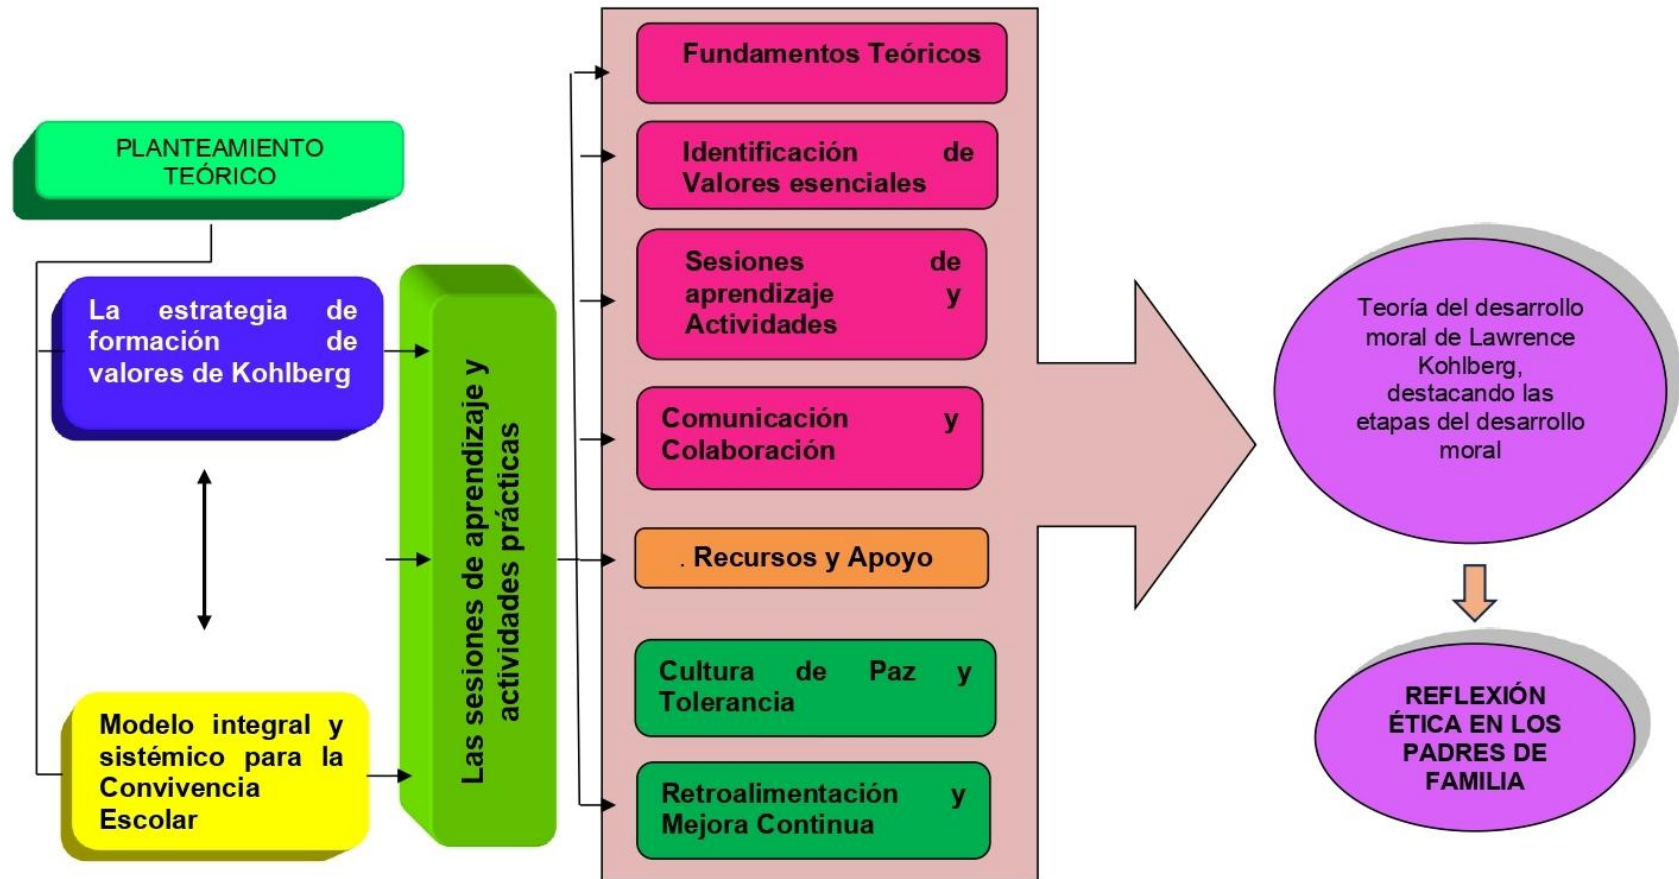 PLANTEAMIENTO
TEÓRICO
La estrategia de
formación de
valores de Kohlberg
Modelo integral y
sistémico para la
Convivencia
Escolar
Las sesiones de aprendizaje y
actividades prácticas
Fundamentos Teóricos
Identificación de
Valores esenciales
Sesiones de
aprendizaje y
Actividades
Comunicación y
Colaboración
. Recursos y Apoyo
Cultura de Paz y
Tolerancia
Retroalimentación y
Mejora Continua
Teoría del desarrollo
moral de Lawrence
Kohlberg,
destacando las
etapas del desarrollo
moral
REFLEXIÓN
ÉTICA EN LOS
PADRES DE
FAMILIA